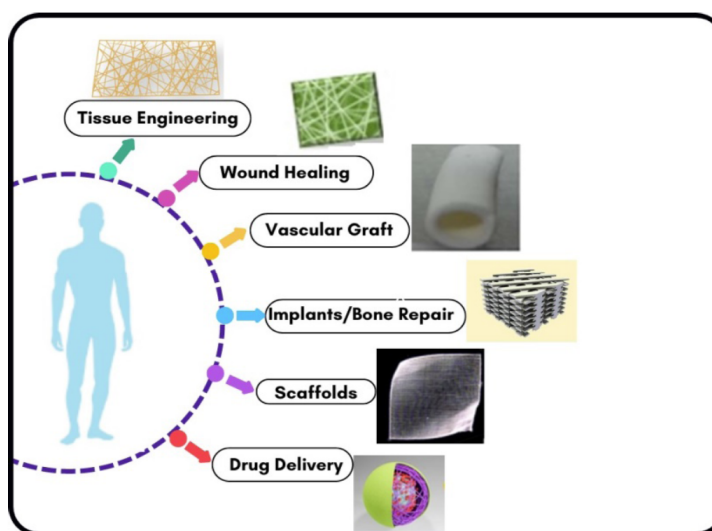 Tissue Engineering
Wound Healing
Vascular Graft
Implants/Bone Repair
Scaffolds
Drug Delivery